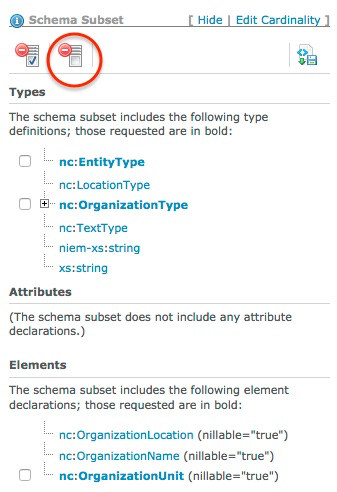 Schema Subset [ Hide | Edit Cardinality ]
Types
The schema subset includes the following type
definitions; those requested are in bold:
nc:EntityType
nc:LocationType
nc:OrganizationType
nc:TextType
niem-xs:string
xs:string
Attributes
(The schema subset does not include any attribute
declarations.)
Elements
The schema subset includes the following element
declarations; those requested are in bold:
nc:OrganizationLocation (nillable="true")
nc:OrganizationName (nillable="true")
nc:OrganizationUnit (nillable="true")